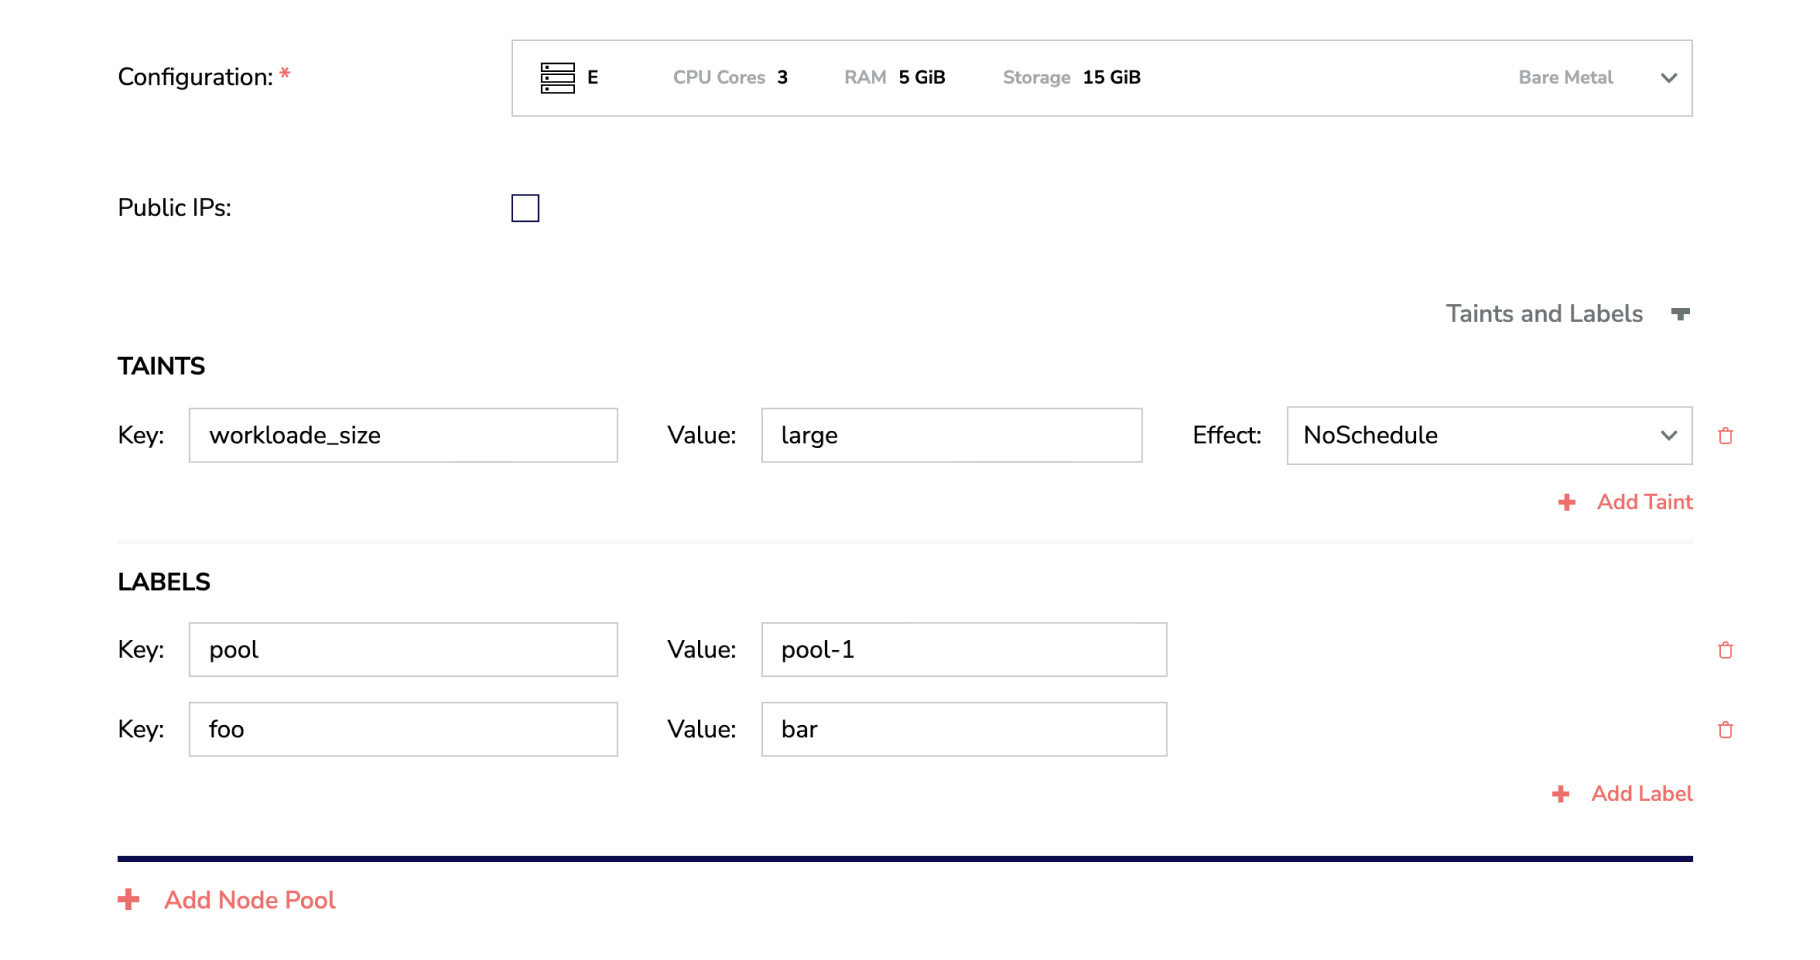 Configuration: * E CPU Cores 3 RAM 5 GiB Storage 15 GiB Bare Metal
Public IPs:
Taints and Labels
TAINTS
Key: workloade_size Value: large Effect: NoSchedule
+ Add Taint
LABELS
Key: pool Value: pool-1
Key: foo Value: bar
+ Add Label
+ Add Node Pool